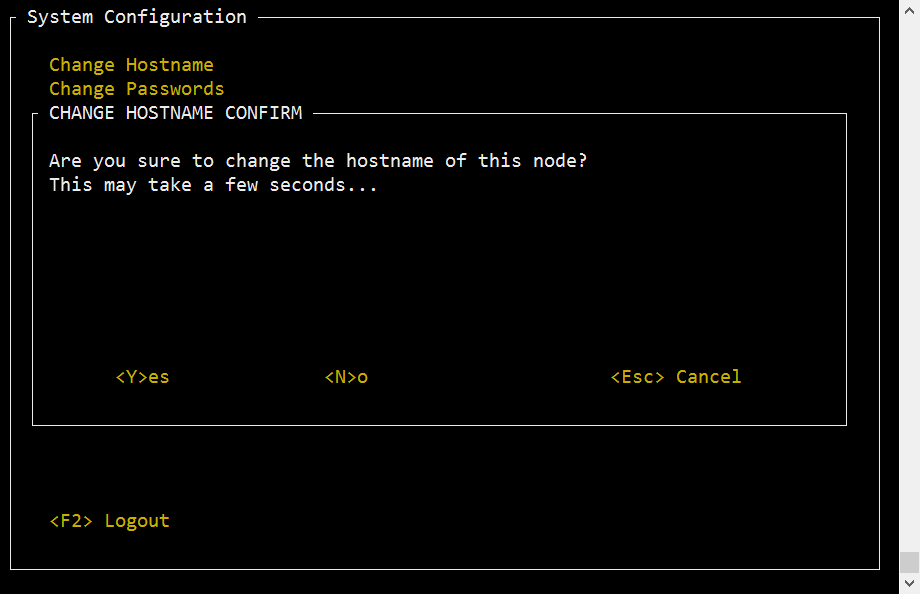 System Configuration
Change Hostname
Change Passwords
CHANGE HOSTNAME CONFIRM
Are you sure to change the hostname of this node?
This may take a few seconds...
<Y>es <N>o <Esc> Cancel
<F2> Logout